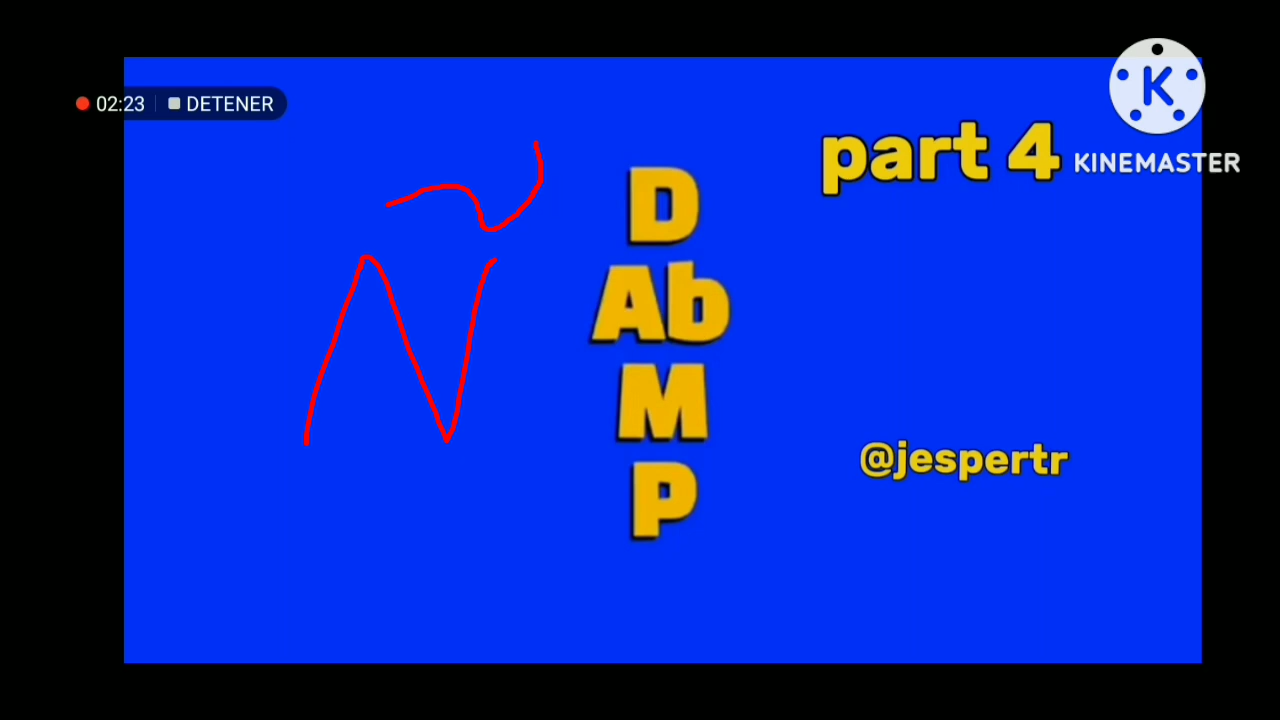 02:23 DETENER
K
KINEMASTER
part 4
Ñ
D
Ab
M
P
@jespertr